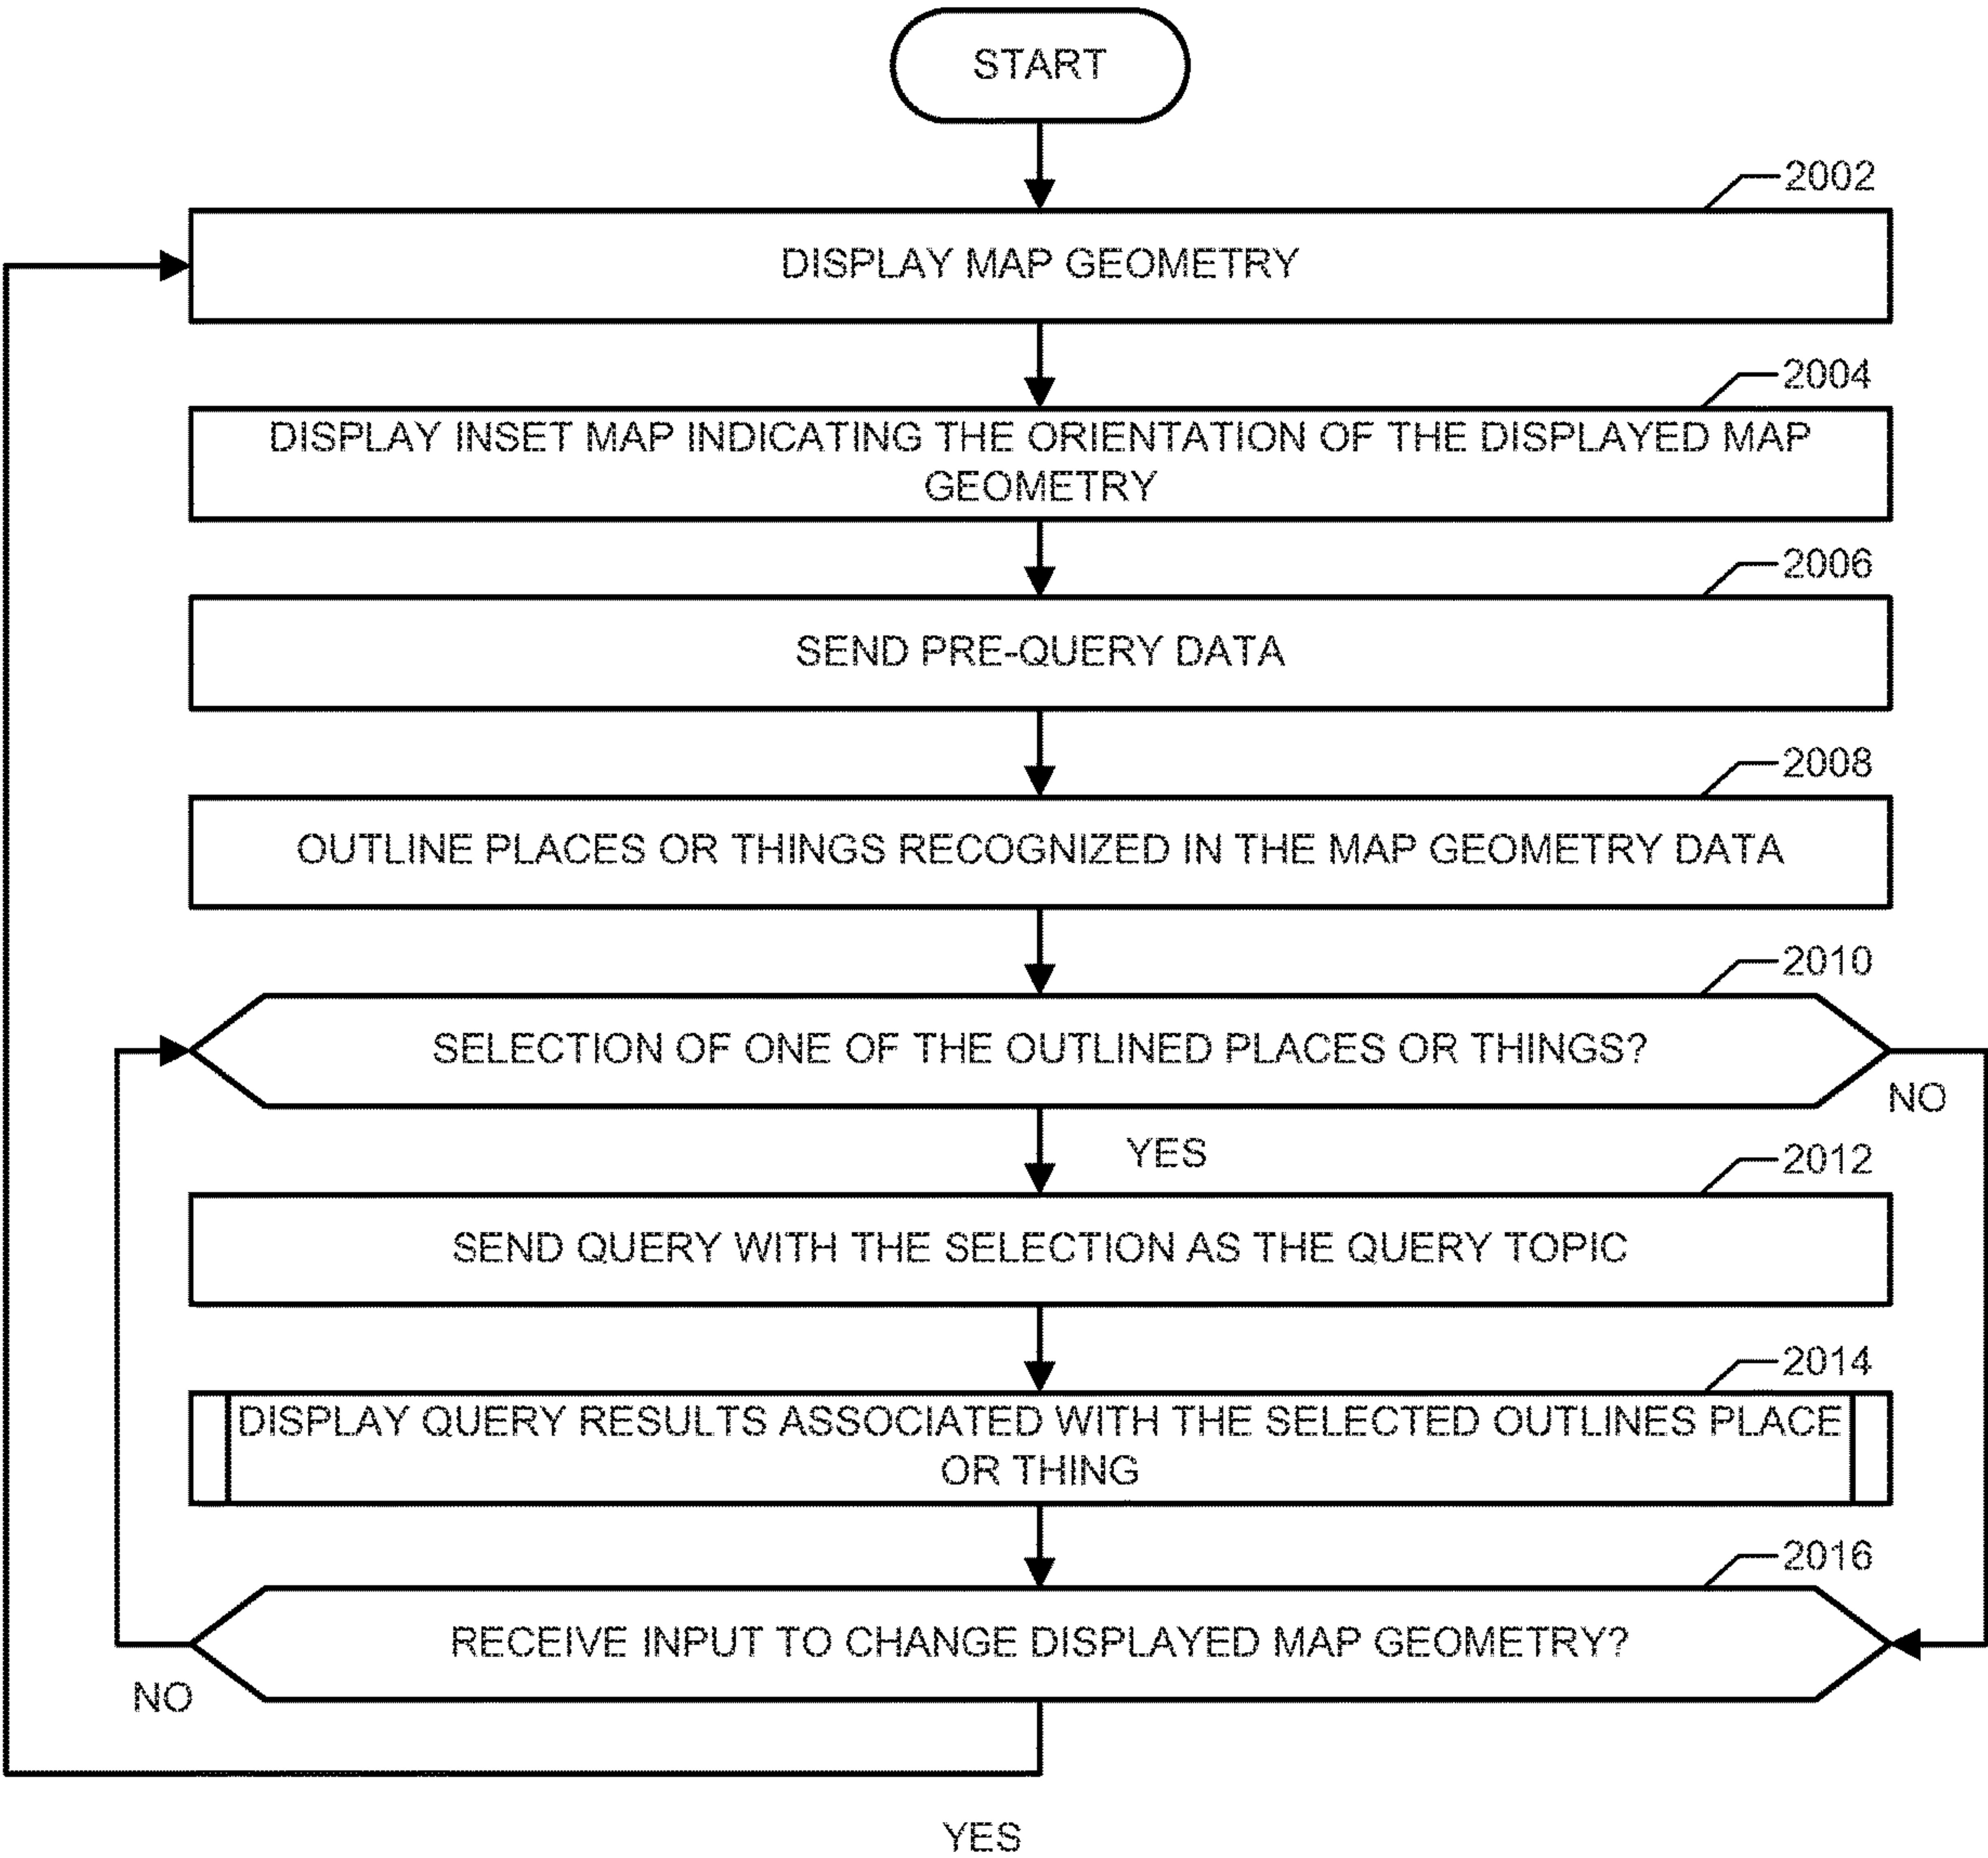 START
2002
DISPLAY MAP GEOMETRY
2004
DISPLAY INSET MAP INDICATING THE ORIENTATION OF THE DISPLAYED MAP
GEOMETRY
2006
SEND PRE-QUERY DATA
2008
OUTLINE PLACES OR THINGS RECOGNIZED IN THE MAP GEOMETRY DATA
2010
SELECTION OF ONE OF THE OUTLINED PLACES OR THINGS?
NO
YES
2012
SEND QUERY WITH THE SELECTION AS THE QUERY TOPIC
2014
DISPLAY QUERY RESULTS ASSOCIATED WITH THE SELECTED OUTLINES PLACE
OR THING
2016
RECEIVE INPUT TO CHANGE DISPLAYED MAP GEOMETRY?
NO
YES